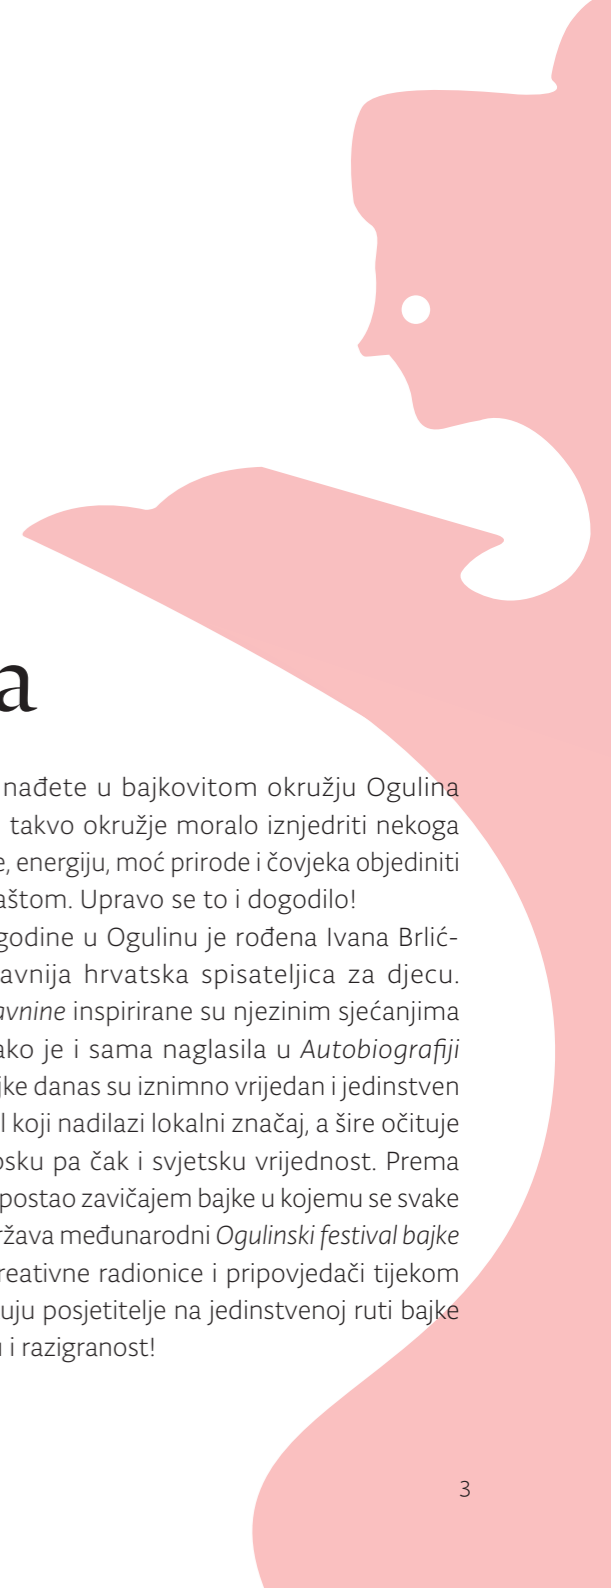 a
nađete u bajkovitom okružju Ogulina
takvo okružje moralo iznjedriti nekoga
e, energiju, moć prirode i čovjeka objediniti
aštom. Upravo se to i dogodilo!
godine u Ogulinu je rođena Ivana Brlić-
avnija hrvatska spisateljica za djecu.
avnine inspirirane su njezinim sjećanjima
ako je i sama naglasila u Autobiografiji
jke danas su iznimno vrijedan i jedinstven
l koji nadilazi lokalni značaj, a šire očituje
osku pa čak i svjetsku vrijednost. Prema
postao zavičajem bajke u kojemu se svake
ržava međunarodni Ogulinski festival bajke
reativne radionice i pripovjedači tijekom
uju posjetitelje na jedinstvenoj ruti bajke
u i razigranost!
3